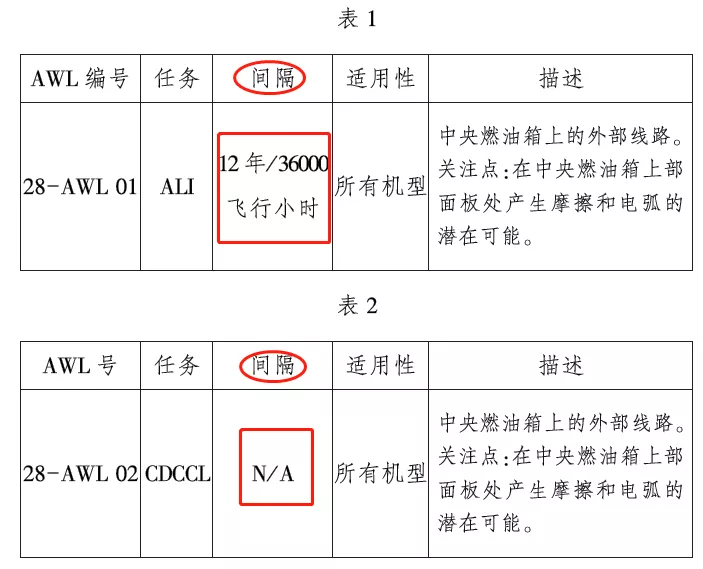 表 1
AWL 编号 任务 间隔 适用性 描述
28-AWL 01 ALI 12 年/36000 飞行小时 所有机型 中央燃油箱上的外部线路。
关注点:在中央燃油箱上部
面板处产生摩擦和电弧的
潜在可能。
表 2
AWL 号 任务 间隔 适用性 描述
28-AWL 02 CDCCL N/A 所有机型 中央燃油箱上的外部线路。
关注点:在中央燃油箱上部
面板处产生摩擦和电弧的
潜在可能。